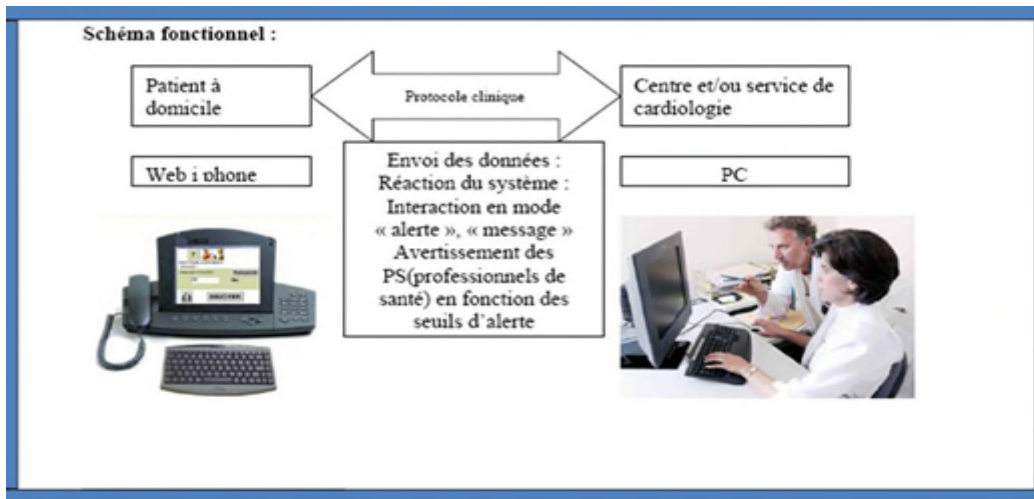 Schéma fonctionnel :
Patient à
domicile
Protocole clinique
Centre et/ou service de
cardiologie
Web i phone
Envoi des données :
Réaction du système :
Interaction en mode
« alerte », « message »
Avertissement des
PS(professionnels de
santé) en fonction des
seuils d'alerte
PC